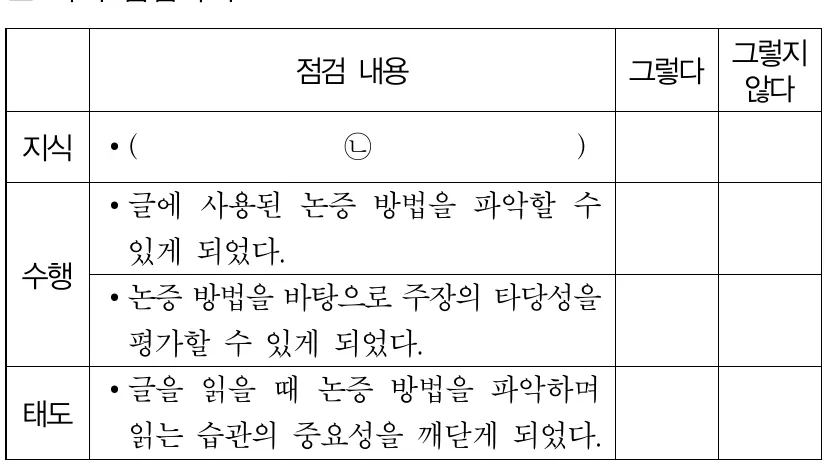 점검 내용 그렇다 그렇지
않다
지식 •( ㉡ )
수행 •글에 사용된 논증 방법을 파악할 수
있게 되었다.
•논증 방법을 바탕으로 주장의 타당성을
평가할 수 있게 되었다.
태도 •글을 읽을 때 논증 방법을 파악하며
읽는 습관의 중요성을 깨닫게 되었다.